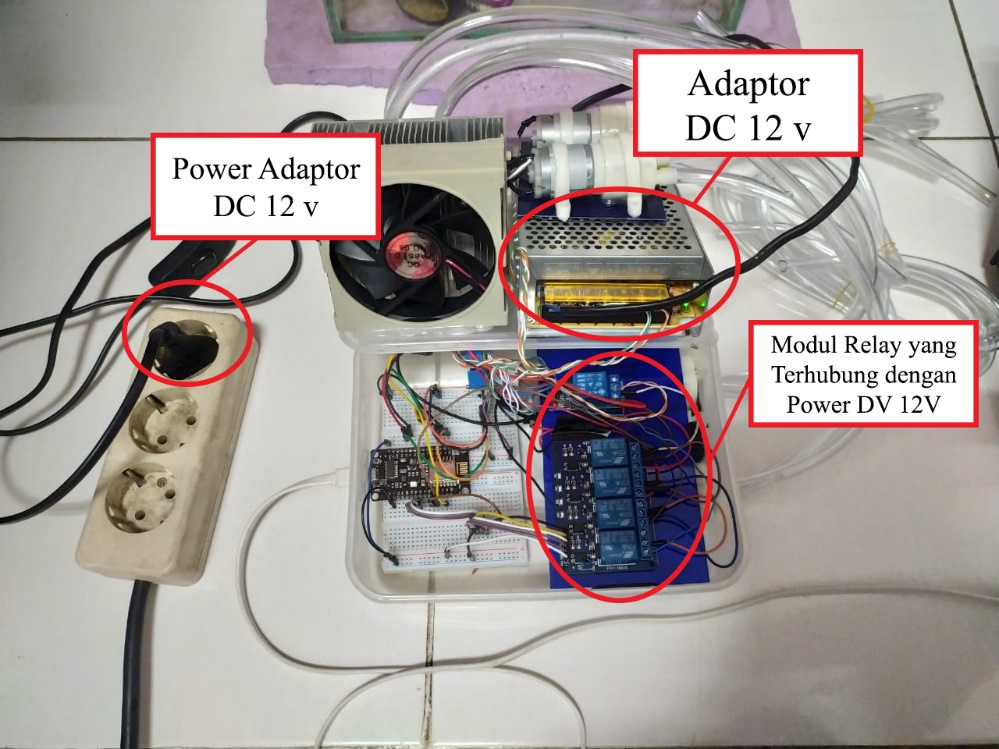 Adaptor
DC 12 v
Power Adaptor
DC 12 v
Modul Relay yang
Terhubung dengan
Power DV 12V